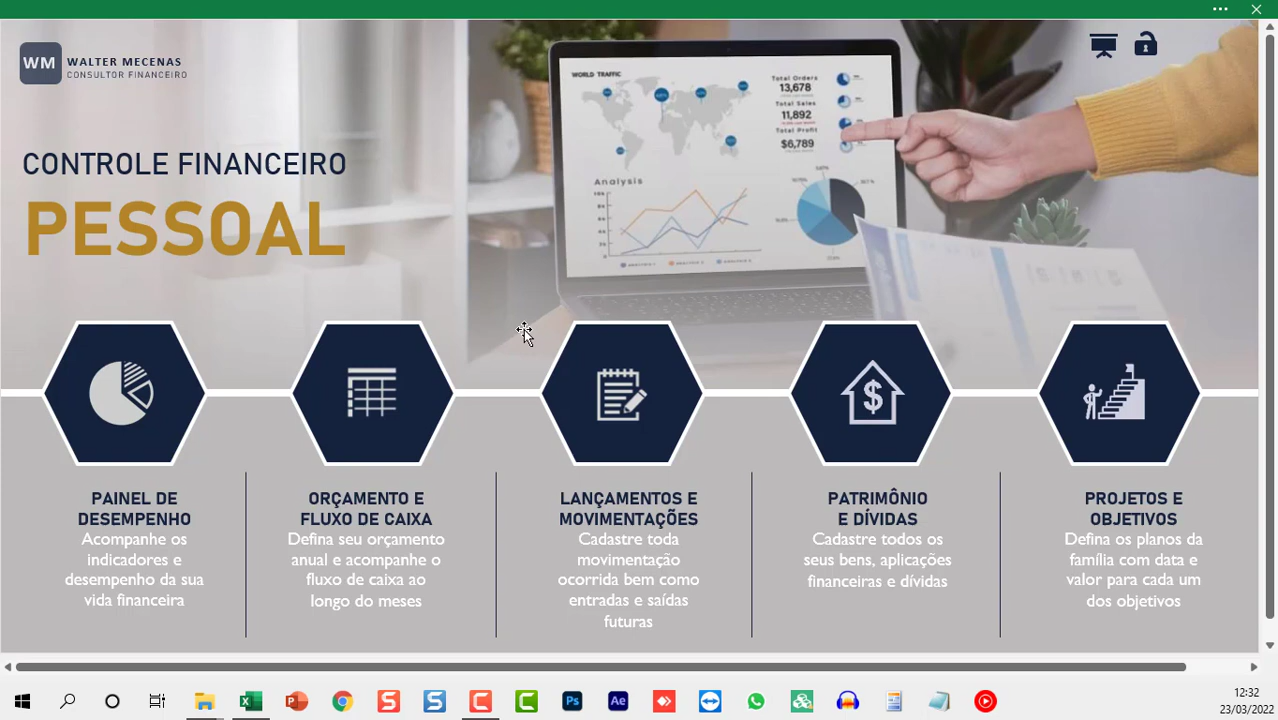 WM
WALTER MECENAS
CONSULTOR FINANCEIRO
CONTROLE FINANCEIRO
PESSOAL
WORLD TRAFFIC
Total Orders
13,678
Total Sales
11,892
Total Profit
$6,789
Analysis
PAINEL DE
DESEMPENHO
Acompanhe os
indicadores e
desempenho da sua
vida financeira
ORÇAMENTO E
FLUXO DE CAIXA
Defina seu orçamento
anual e acompanhe o
fluxo de caixa ao
longo do meses
LANÇAMENTOS E
MOVIMENTAÇÕES
Cadastre toda
movimentação
ocorrida bem como
entradas e saídas
futuras
PATRIMÔNIO
E DÍVIDAS
Cadastre todos os
seus bens, aplicações
financeiras e dívidas
PROJETOS E
OBJETIVOS
Defina os planos da
família com data e
valor para cada um
dos objetivos
12:32
23/03/2022